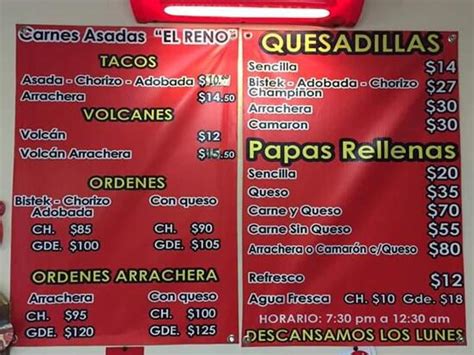 Carnes Asadas "EL RENO"
TACOS
Asada - Chorizo - Adobada
Arrachera $14.50
VOLCANES
Volcán $12
Volcán Arrachera
ORDENES
Bistek - Chorizo Con queso
Adobada
CH. $85 CH. $90
GDE. $100 GDE. $105
ORDENES ARRACHERA
Arrachera Con queso
CH. $95 CH. $100
GDE. $120 GDE. $125
QUESADILLAS
Sencilla $14
Bistek - Adobada - Chorizo $27
Champiñon
Arrachera $30
Camaron $30
Papas Rellenas
Sencilla $20
Queso $35
Carne y Queso $70
Carne Sin Queso $55
Arrachera o Camarón c/Queso $80
Refresco $12
Agua Fresca CH. $10 Gde. $18
HORARIO: 7:30 pm a 12:30 am
DESCANSAMOS LOS LUNES